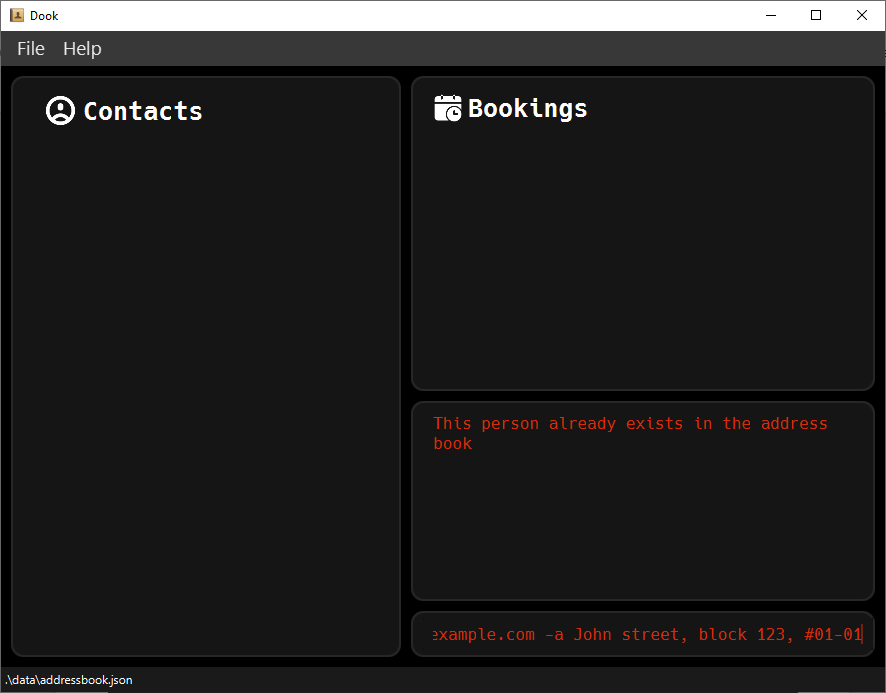 Dook
File Help
Contacts
Bookings
This person already exists in the address
book
example.com -a John street, block 123, #01-01
.\data\addressbook.json